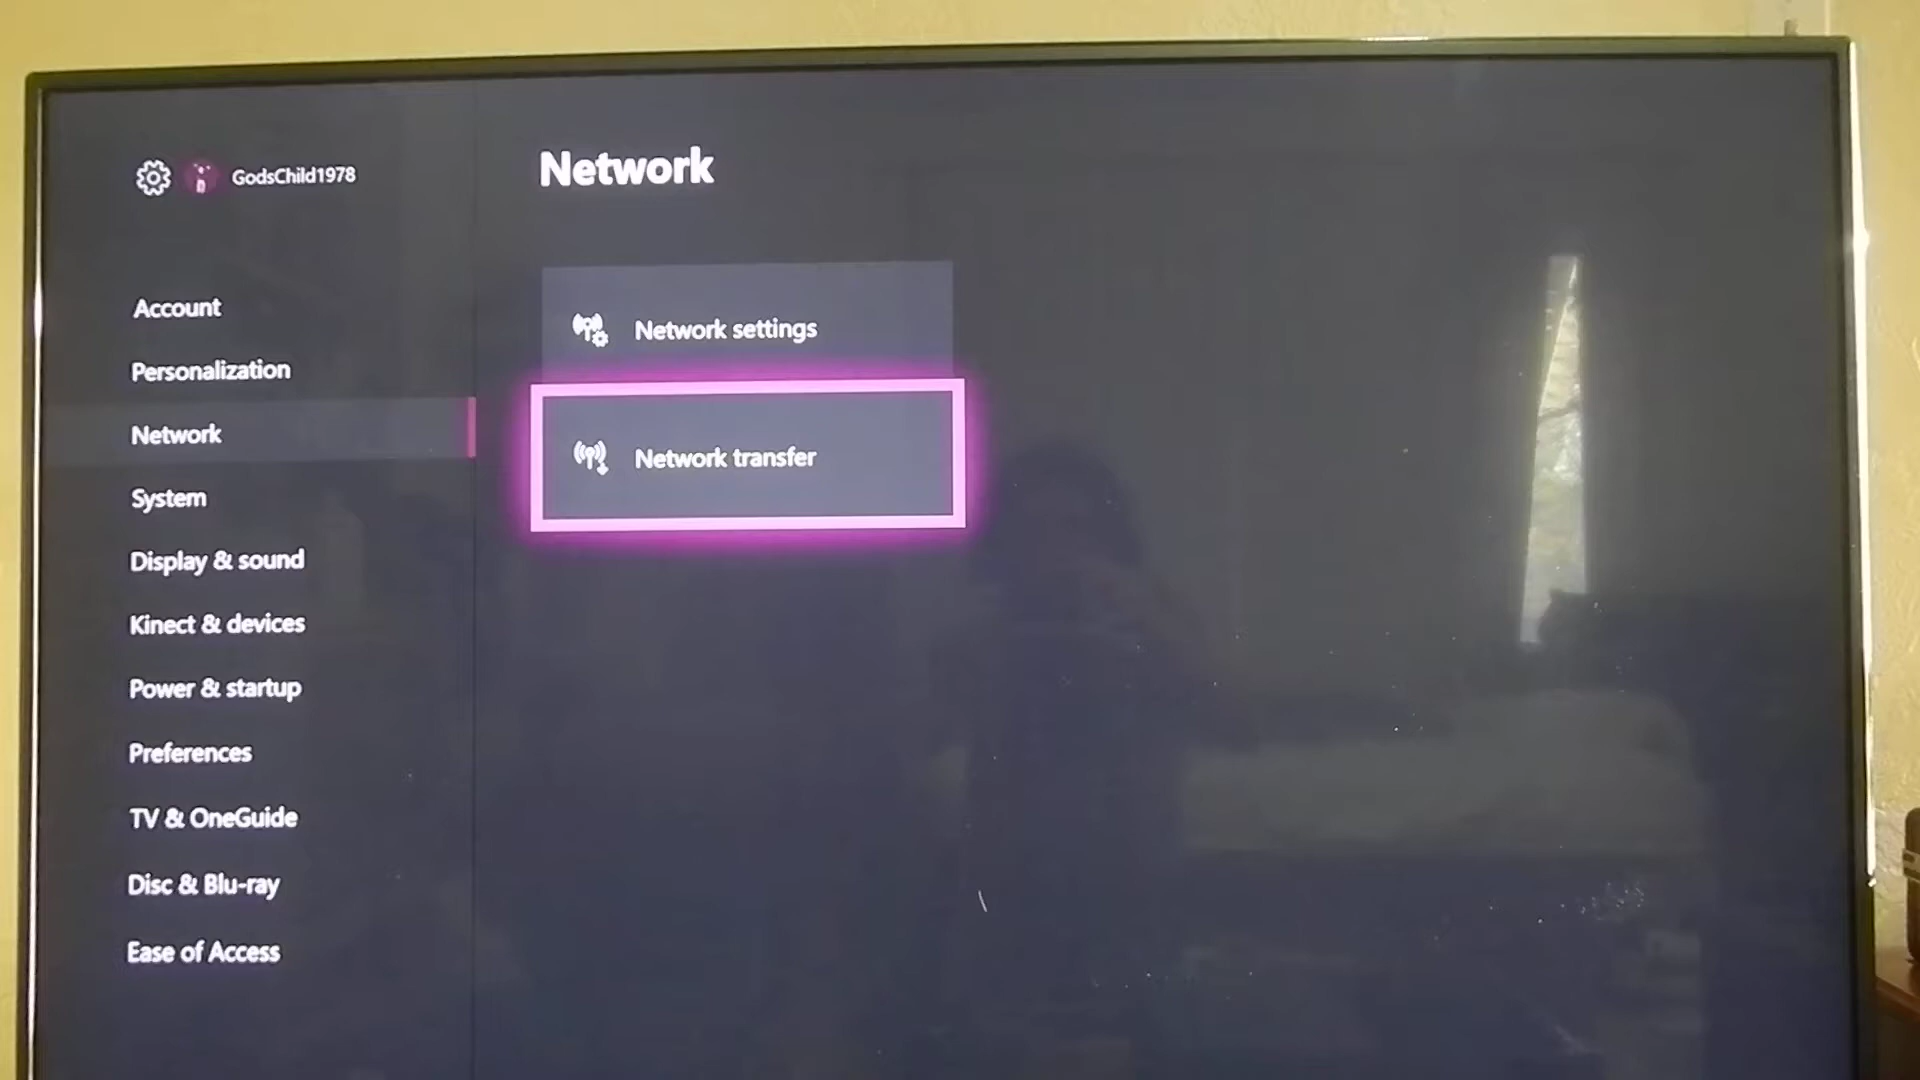 GodsChild1978
Network
Account
Personalization
Network
System
Display & sound
Kinect & devices
Power & startup
Preferences
TV & OneGuide
Disc & Blu-ray
Ease of Access
Network settings
Network transfer